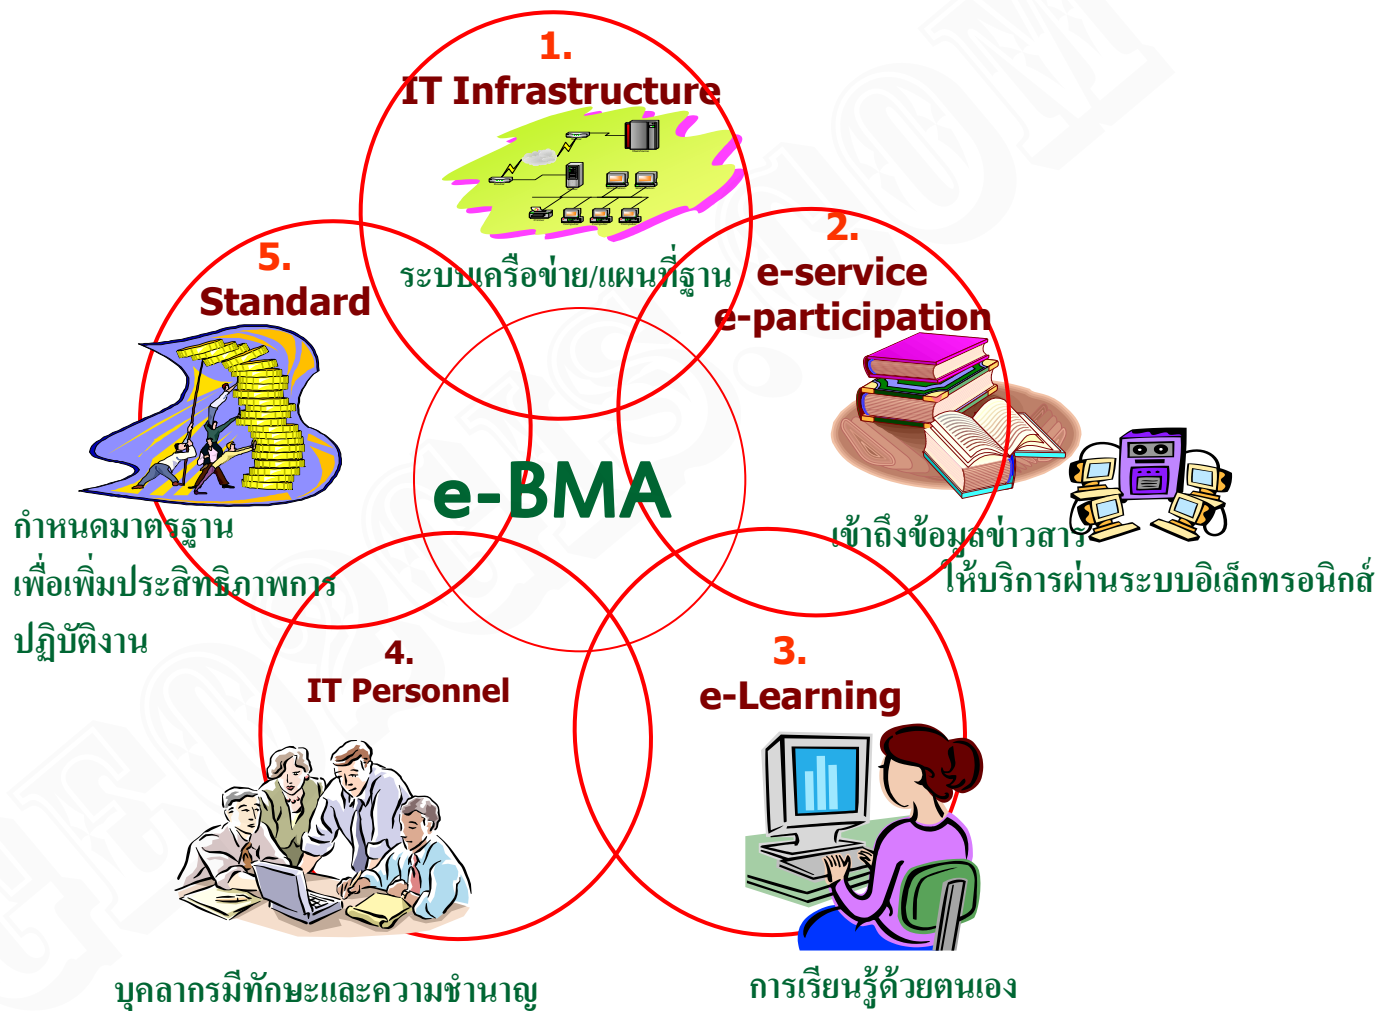 1.
IT Infrastructure
ระบบเครือข่าย/แผนที่ฐาน
2.
e-service
e-participation
เข้าถึงข้อมูลข่าวสาร
ให้บริการผ่านระบบอิเล็กทรอนิกส์
3.
e-Learning
การเรียนรู้ด้วยตนเอง
4.
IT Personnel
บุคลากรมีทักษะและความชำนาญ
5.
Standard
กำหนดมาตรฐาน
เพื่อเพิ่มประสิทธิภาพการ
ปฏิบัติงาน
e-BMA